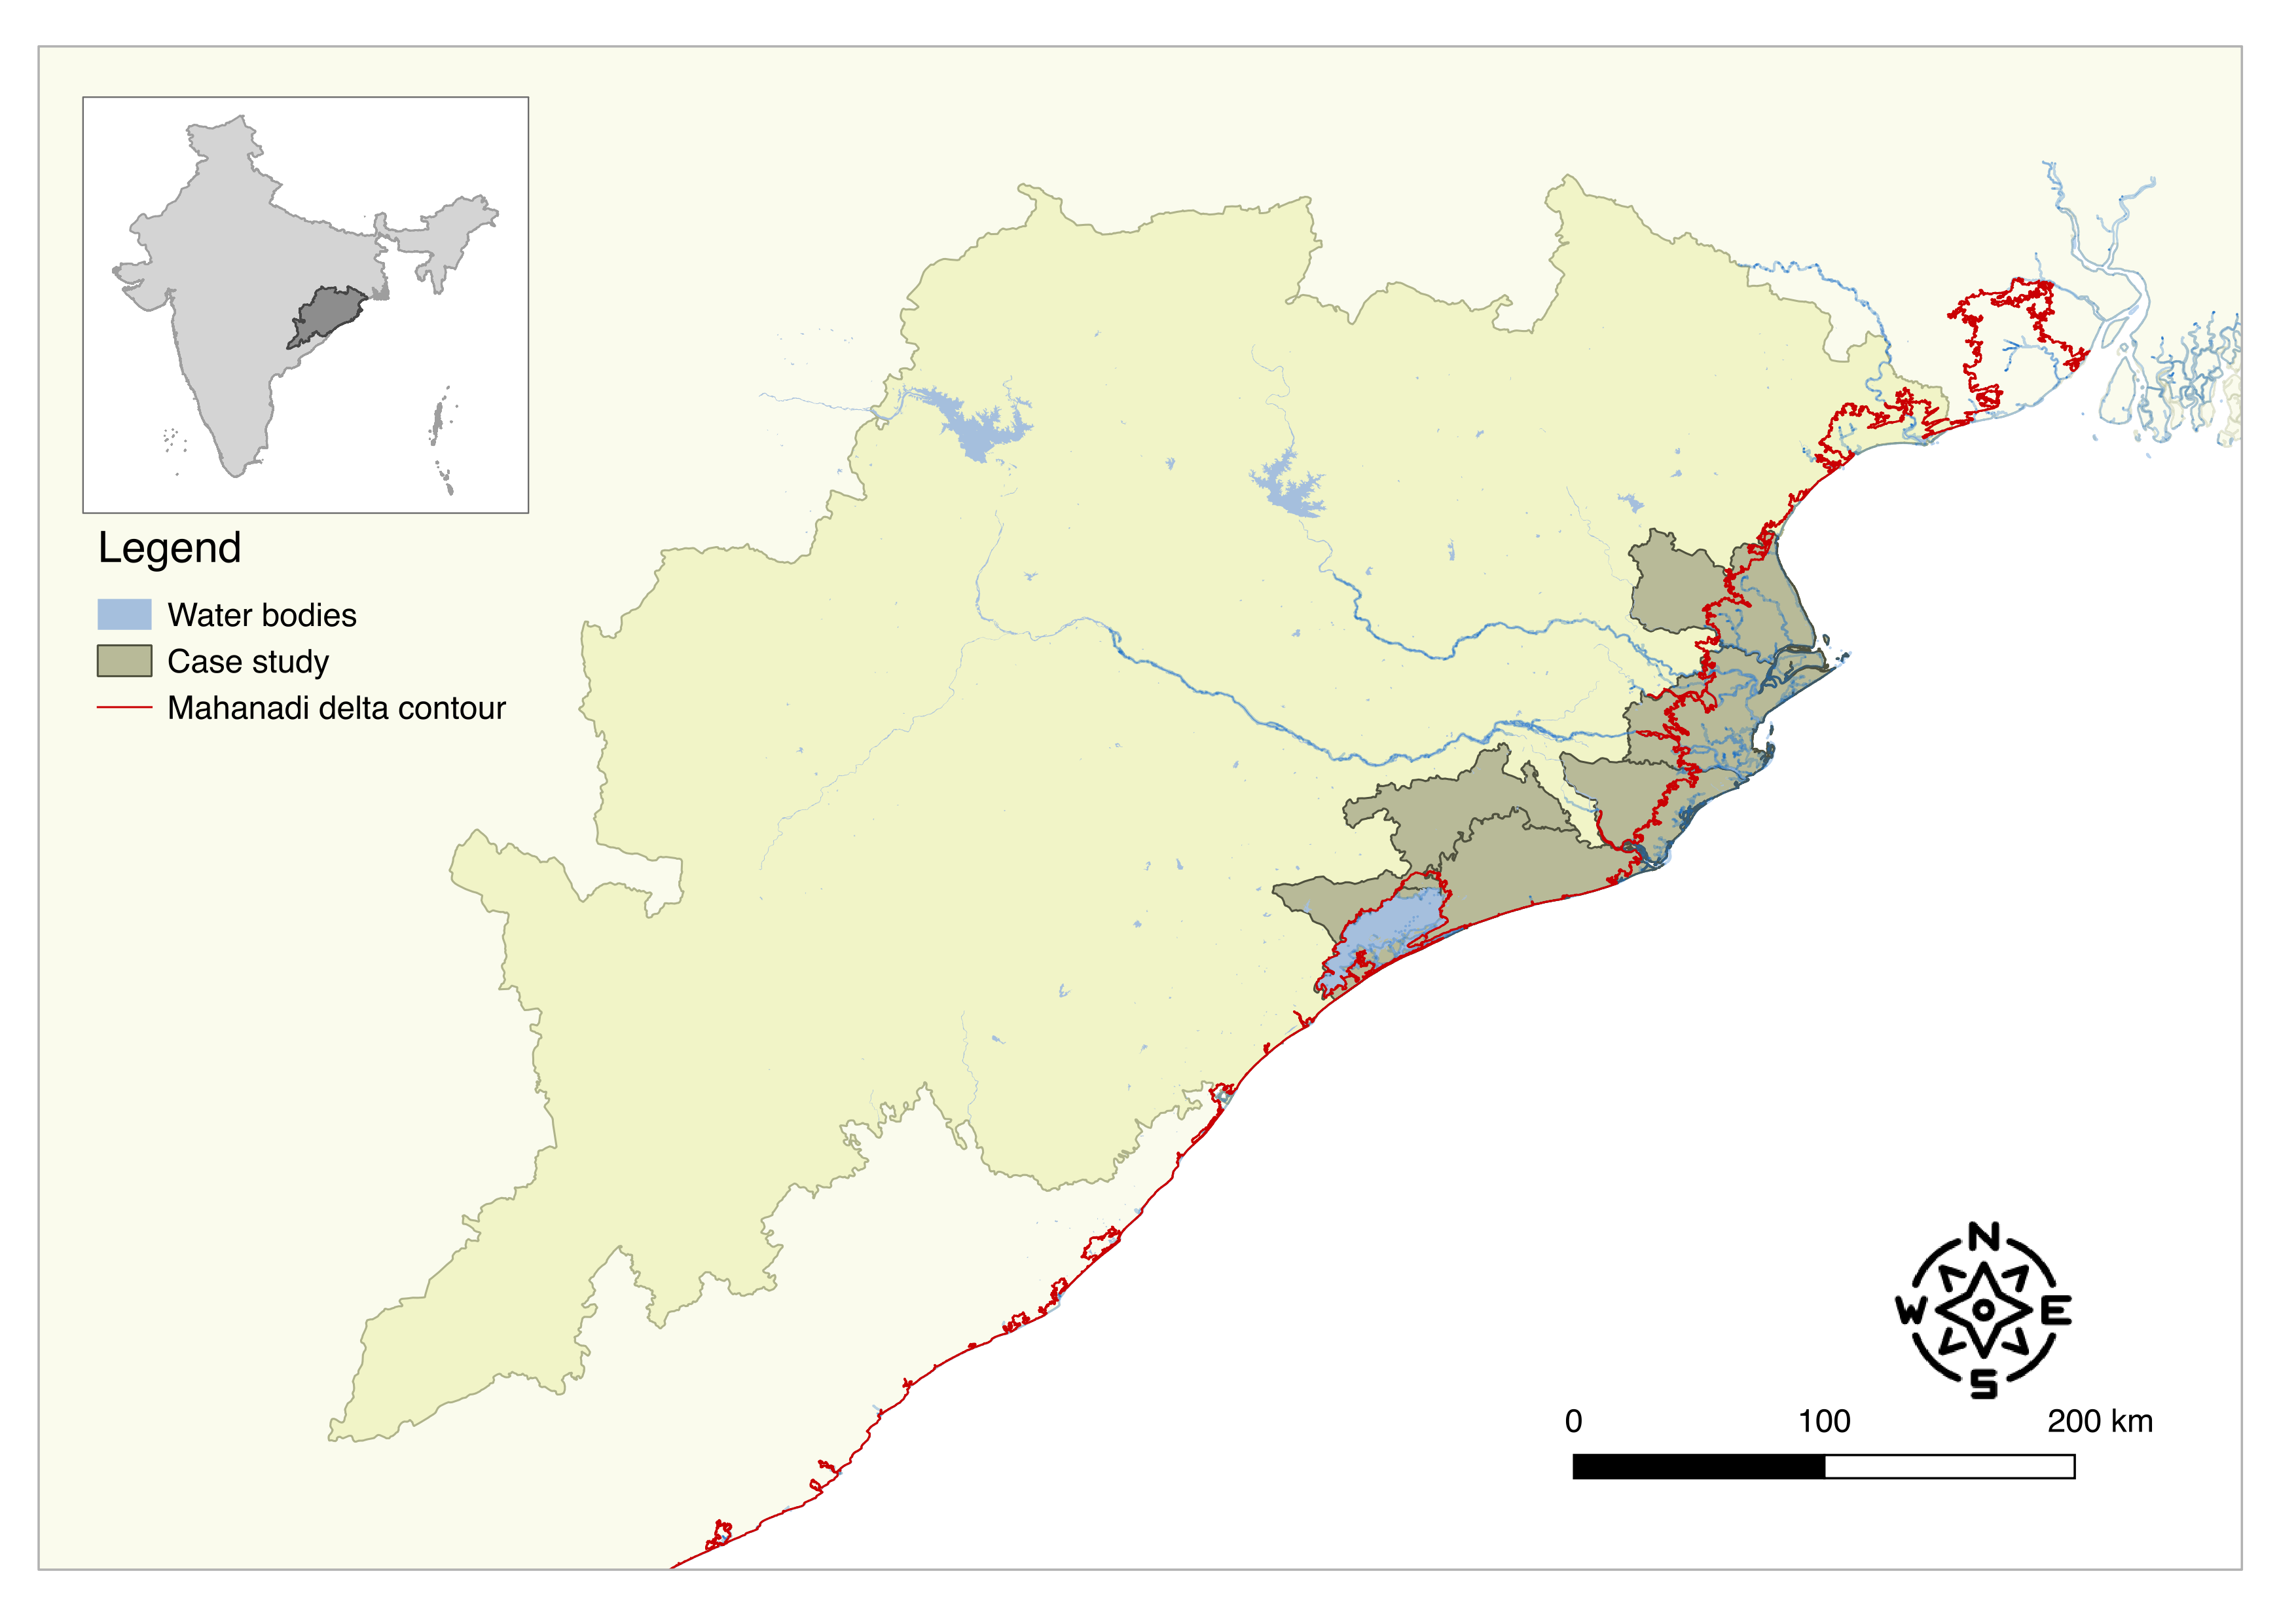 Legend
Water bodies
Case study
Mahanadi delta contour
N
W E
S
0 100 200 km